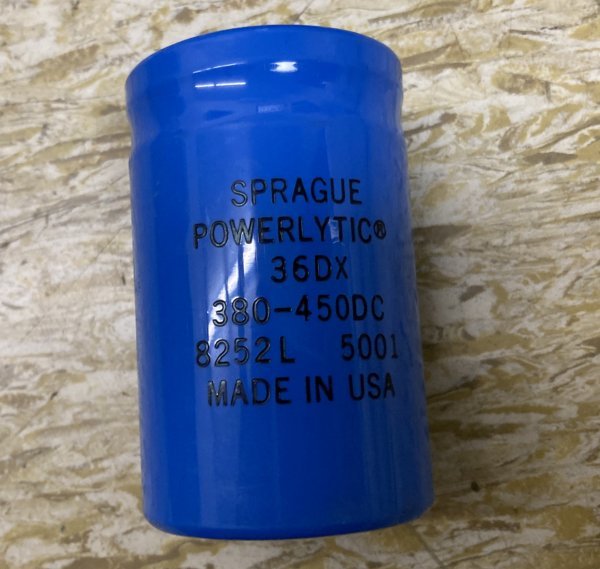 SPRAGUE
POWERLYTIC®
36DX
380-450DC
8252L 5001
MADE IN USA